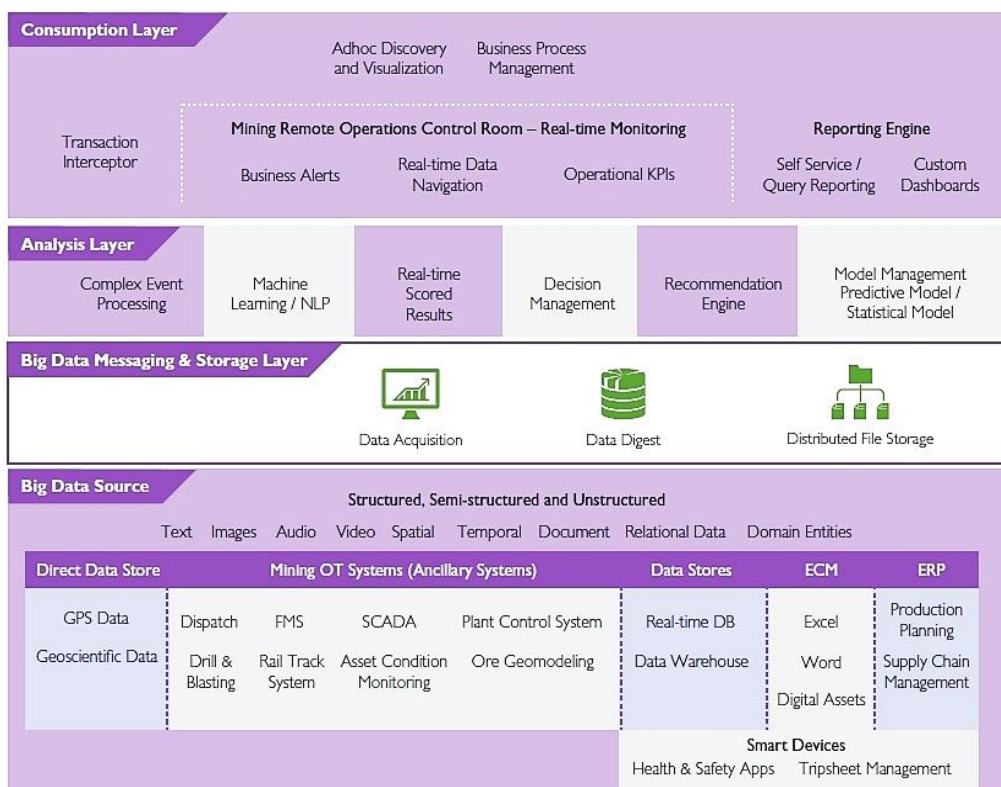 Consumption Layer
Adhoc Discovery
and Visualization
Business Process
Management
Transaction
Interceptor
Mining Remote Operations Control Room – Real-time Monitoring
Business Alerts
Real-time Data
Navigation
Operational KPIs
Reporting Engine
Self Service /
Query Reporting
Custom
Dashboards
Analysis Layer
Complex Event
Processing
Machine
Learning / NLP
Real-time
Scored
Results
Decision
Management
Recommendation
Engine
Model Management
Predictive Model /
Statistical Model
Big Data Messaging & Storage Layer
Data Acquisition
Data Digest
Distributed File Storage
Big Data Source
Structured, Semi-structured and Unstructured
Text Images Audio Video Spatial Temporal Document Relational Data Domain Entities
Direct Data Store
GPS Data
Geoscientific Data
Mining OT Systems (Ancillary Systems)
Dispatch
FMS
SCADA
Plant Control System
Drill &
Blasting
Rail Track
System
Asset Condition
Monitoring
Ore Geomodeling
Data Stores
Real-time DB
Data Warehouse
ECM
Excel
Word
Digital Assets
ERP
Production
Planning
Supply Chain
Management
Smart Devices
Health & Safety Apps
Tripsheet Management